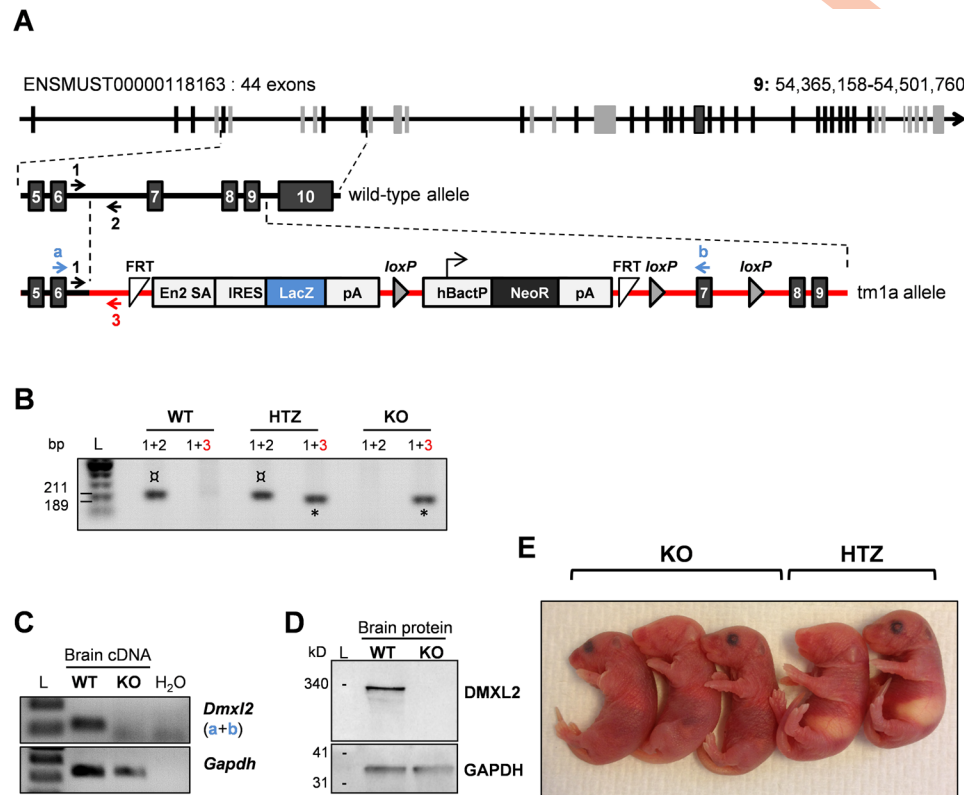 A
ENSMUST00000118163 : 44 exons
9: 54,365,158-54,501,760
5 6 1 2 7 8 9 10 wild-type allele
a 1 FRT loxP FRT loxP b loxP
5 6 3 En2 SA IRES LacZ pA hBactP NeoR pA 7 8 9 tm1a allele
B
WT HTZ KO
bp L 1+2 1+3 1+2 1+3 1+2 1+3
¤ ¤
211
189
* *
C
Brain cDNA
L WT KO H₂O
Dmxl2
(a+b)
Gapdh
D
Brain protein
kD L WT KO
340 - DMXL2
41 -
GAPDH
31 -
E
KO HTZ